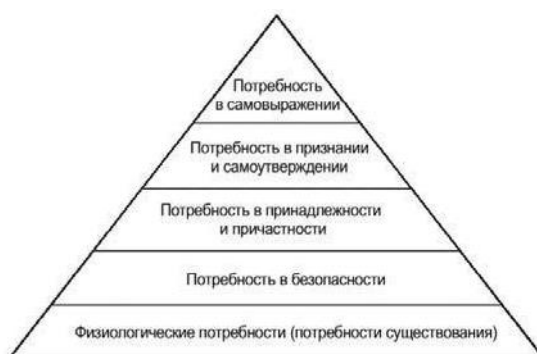 Потребность
в самовыражении
Потребность в признании
и самоутверждении
Потребность в принадлежности
и причастности
Потребность в безопасности
Физиологические потребности (потребности существования)